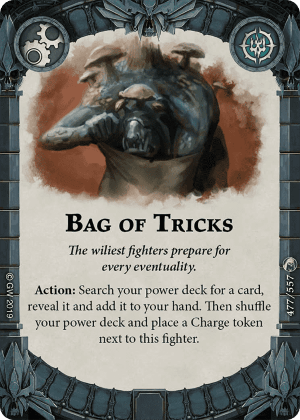 BAG OF TRICKS
The wiliest fighters prepare for
every eventuality.
Action: Search your power deck for a card,
reveal it and add it to your hand. Then shuffle
your power deck and place a Charge token
next to this fighter.
© GW 2019
477/557